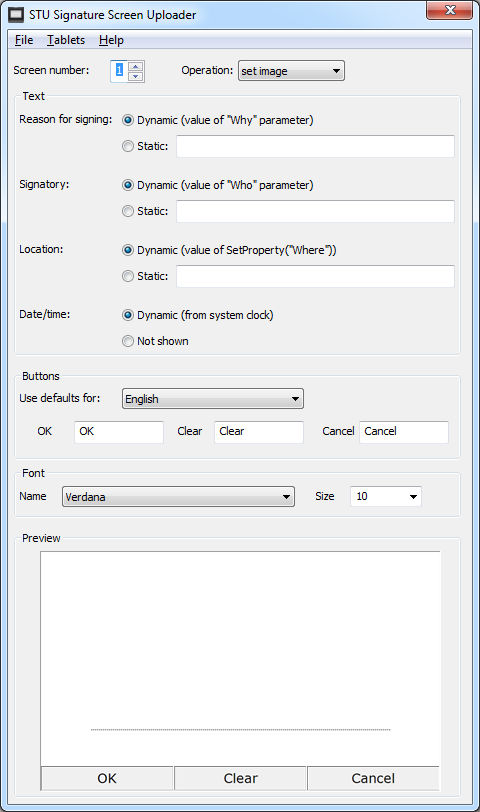 STU Signature Screen Uploader
File Tablets Help
Screen number: 1 Operation: set image
Text
Reason for signing: Dynamic (value of "Why" parameter)
Static:
Signatory: Dynamic (value of "Who" parameter)
Static:
Location: Dynamic (value of SetProperty("Where"))
Static:
Date/time: Dynamic (from system clock)
Not shown
Buttons
Use defaults for: English
OK OK Clear Clear Cancel Cancel
Font
Name Verdana Size 10
Preview
OK Clear Cancel